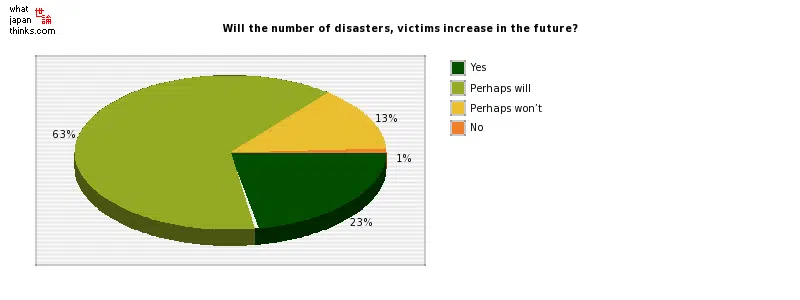 what
japan 世
thinks.com 論
Will the number of disasters, victims increase in the future?
Yes
Perhaps will
Perhaps won't
No
63%
13%
1%
23%